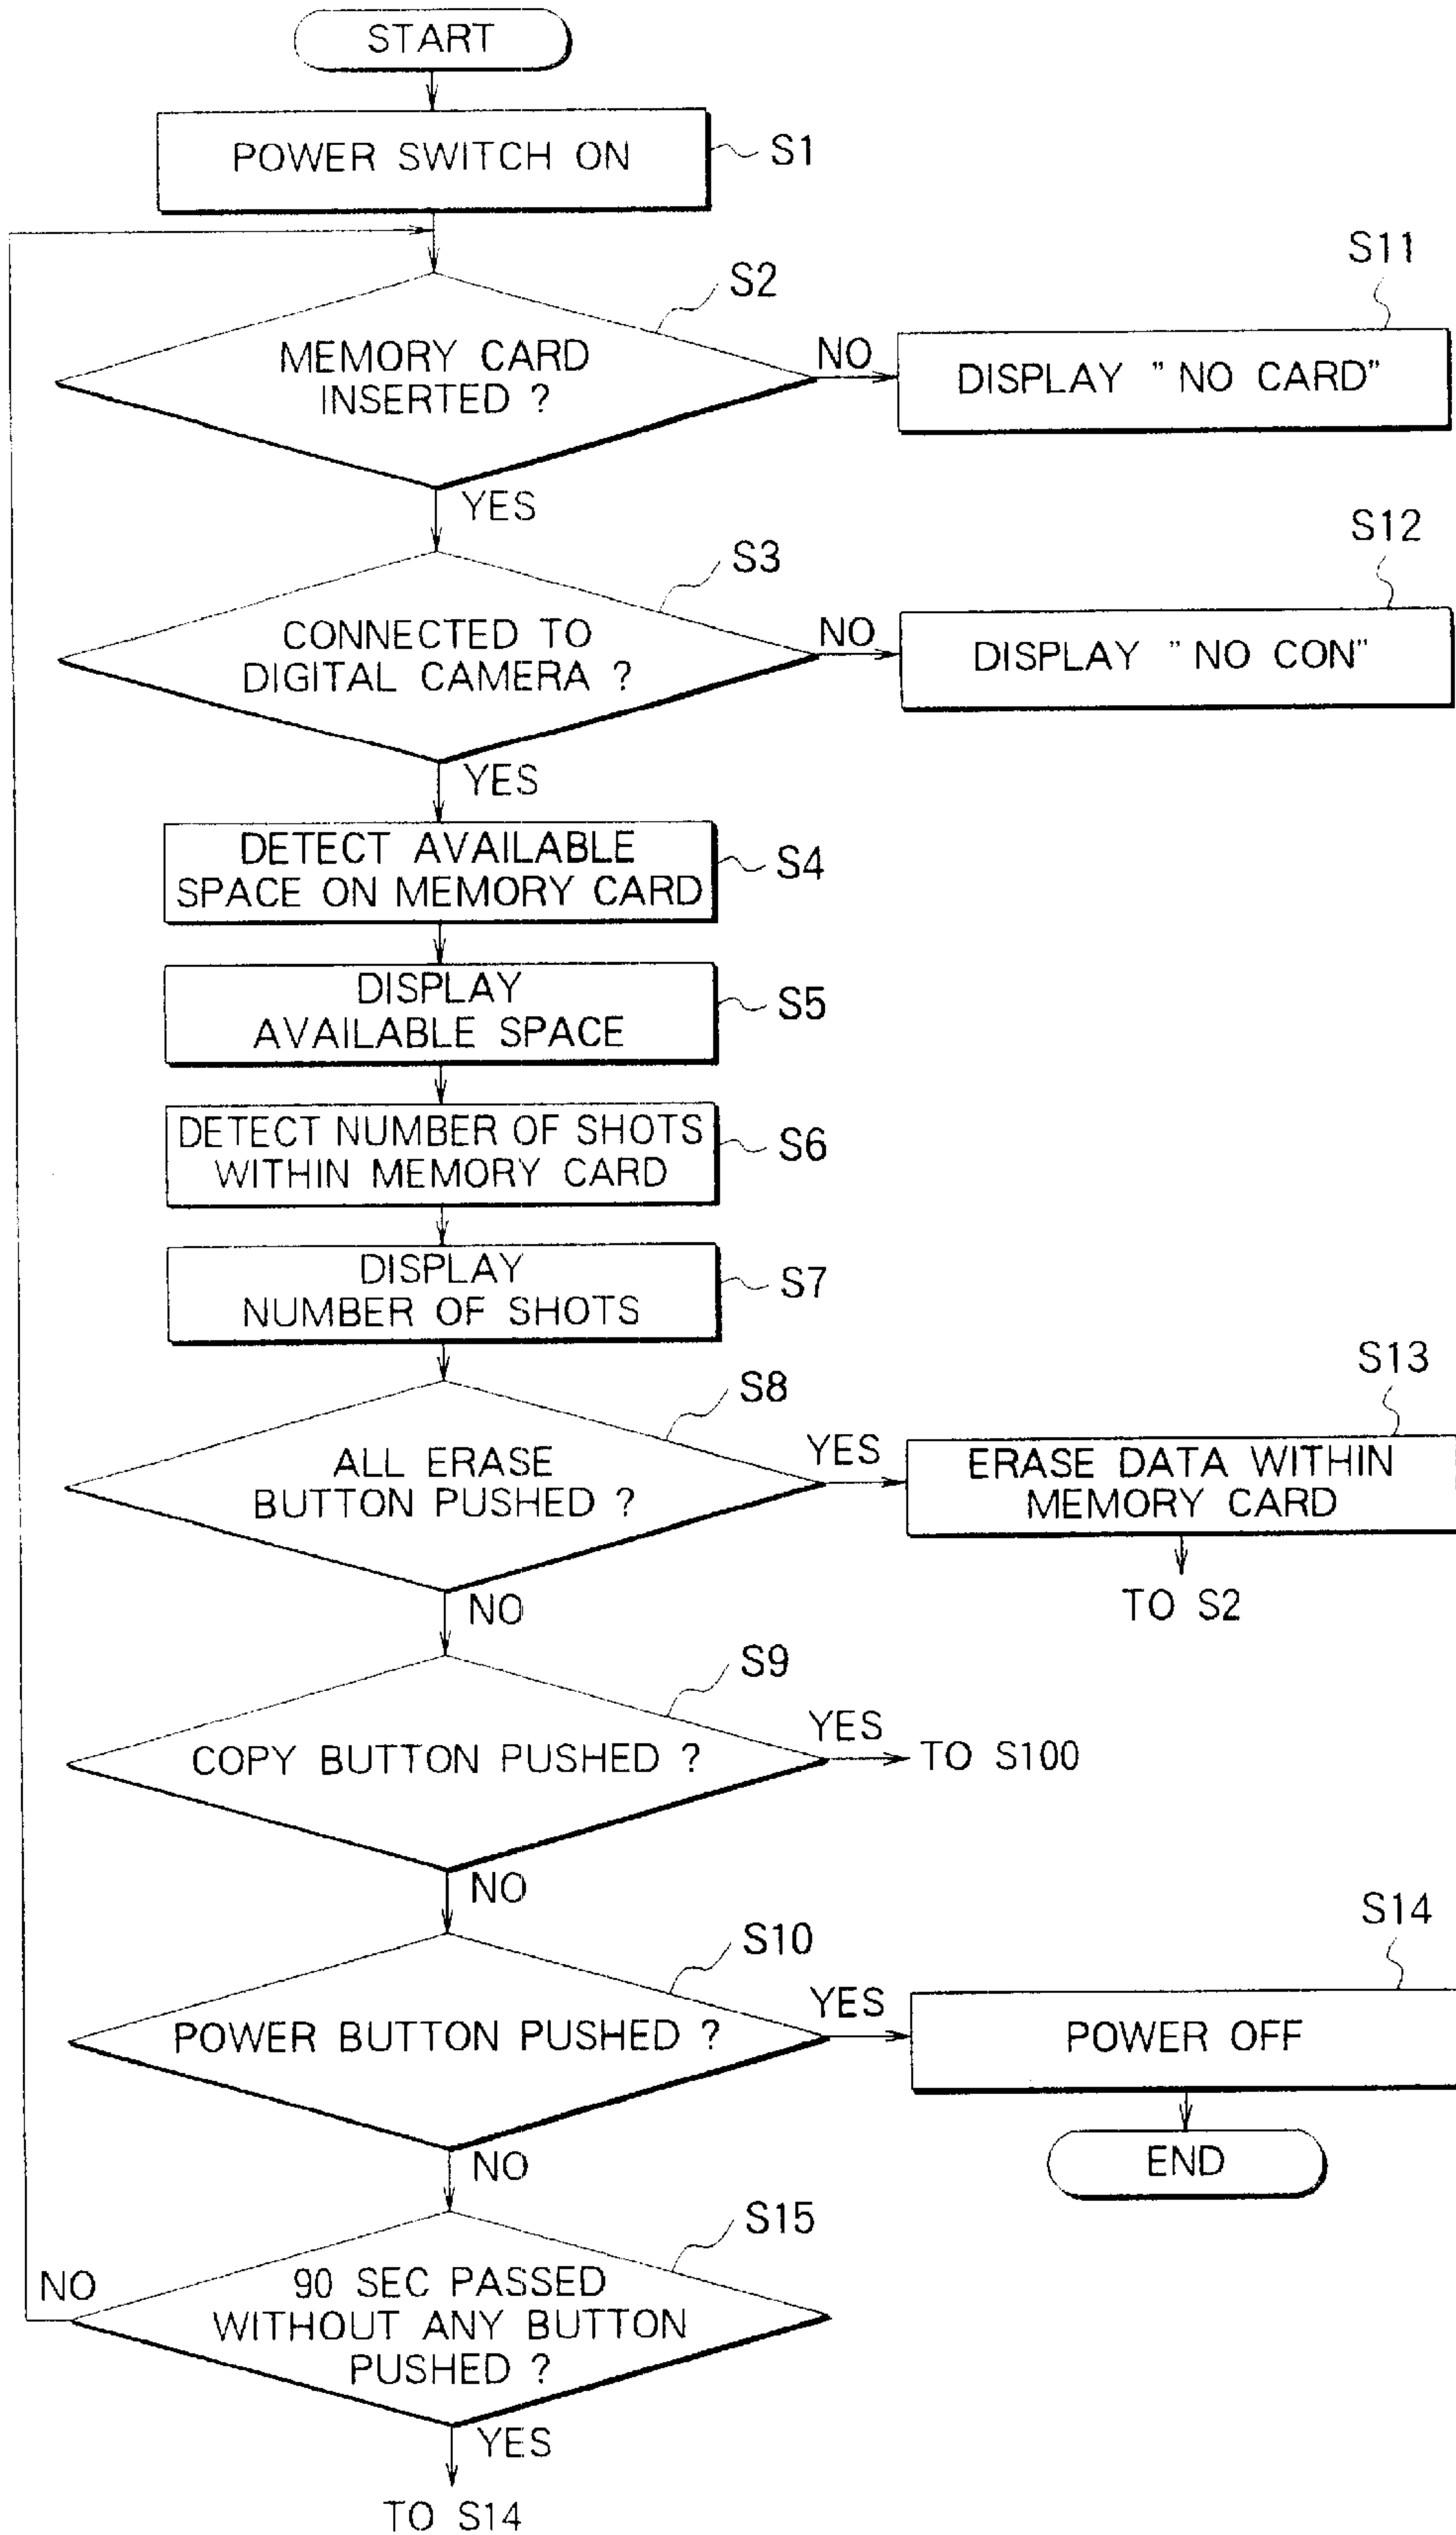 START
POWER SWITCH ON
S1
S2
MEMORY CARD
INSERTED ?
NO
S11
DISPLAY " NO CARD"
YES
S3
CONNECTED TO
DIGITAL CAMERA ?
NO
S12
DISPLAY " NO CON"
YES
DETECT AVAILABLE
SPACE ON MEMORY CARD
S4
DISPLAY
AVAILABLE SPACE
S5
DETECT NUMBER OF SHOTS
WITHIN MEMORY CARD
S6
DISPLAY
NUMBER OF SHOTS
S7
S8
ALL ERASE
BUTTON PUSHED ?
YES
S13
ERASE DATA WITHIN
MEMORY CARD
TO S2
NO
S9
COPY BUTTON PUSHED ?
YES
TO S100
NO
S10
POWER BUTTON PUSHED ?
YES
S14
POWER OFF
END
NO
S15
90 SEC PASSED
WITHOUT ANY BUTTON
PUSHED ?
NO
YES
TO S14